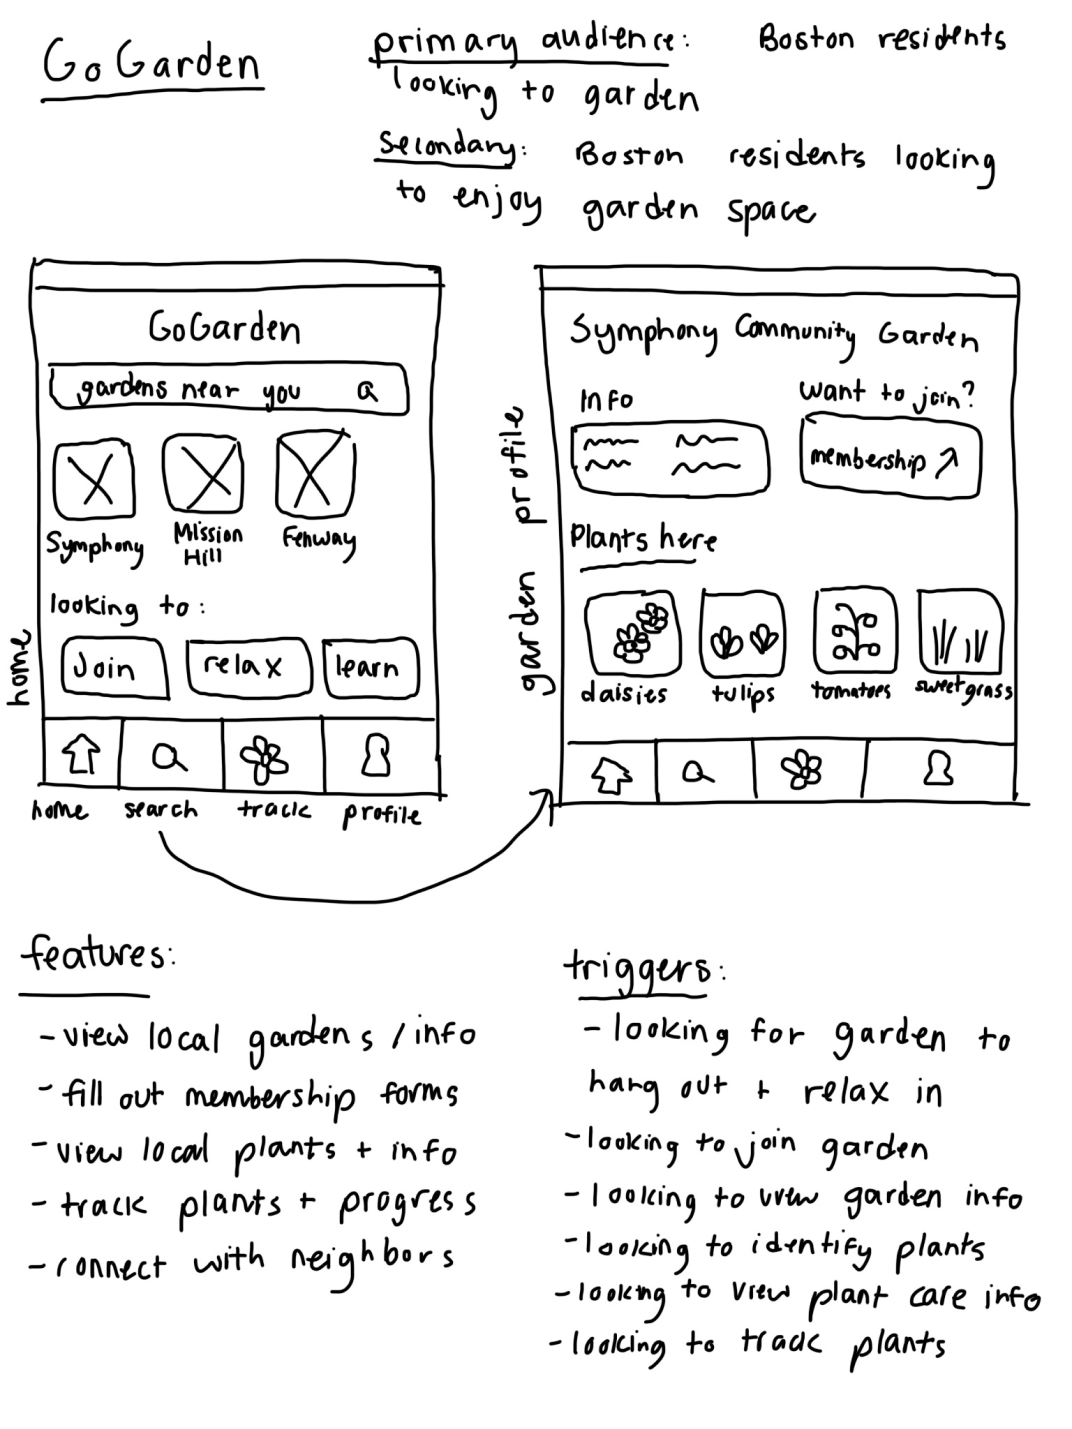 GoGarden
primary audience: Boston residents
looking to garden
Secondary: Boston residents looking
to enjoy garden space
home
GoGarden
gardens near you
Symphony
Mission
Hill
Fenway
looking to:
Join
relax
learn
home
search
track
profile
garden profile
Symphony Community Garden
Info
want to join?
membership ↗
Plants here
daisies
tulips
tomatoes
sweetgrass
features:
- view local gardens / info
- fill out membership forms
- view local plants + info
- track plants + progress
- connect with neighbors
triggers:
- looking for garden to
hang out + relax in
- looking to join garden
- looking to view garden info
- looking to identify plants
- looking to view plant care info
- looking to track plants